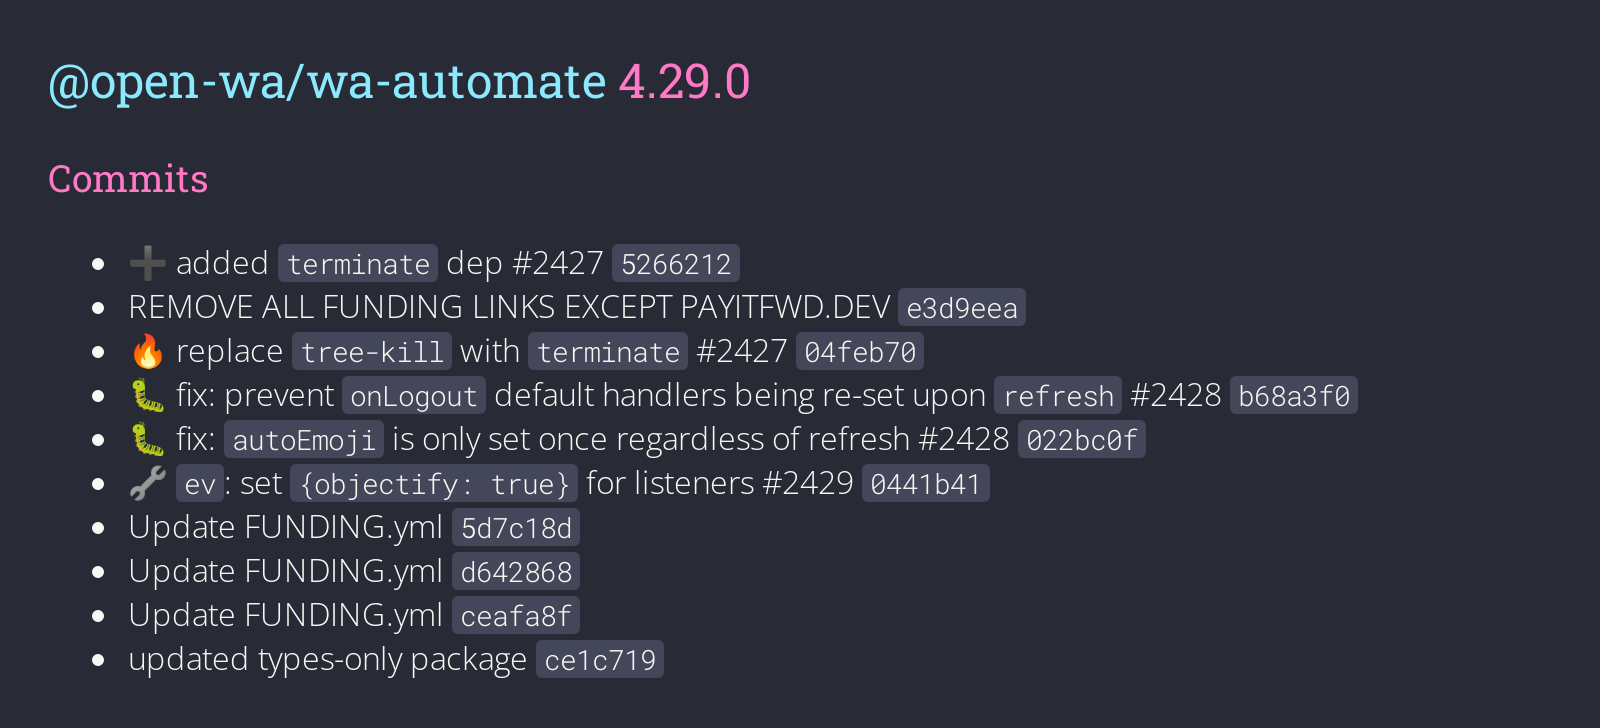 @open-wa/wa-automate 4.29.0
Commits
➕ added terminate dep #2427 5266212
REMOVE ALL FUNDING LINKS EXCEPT PAYITFWD.DEV e3d9eea
🔥 replace tree-kill with terminate #2427 04feb70
🐛 fix: prevent onLogout default handlers being re-set upon refresh #2428 b68a3f0
🐛 fix: autoEmoji is only set once regardless of refresh #2428 022bc0f
🔧 ev: set {objectify: true} for listeners #2429 0441b41
Update FUNDING.yml 5d7c18d
Update FUNDING.yml d642868
Update FUNDING.yml ceafa8f
updated types-only package ce1c719